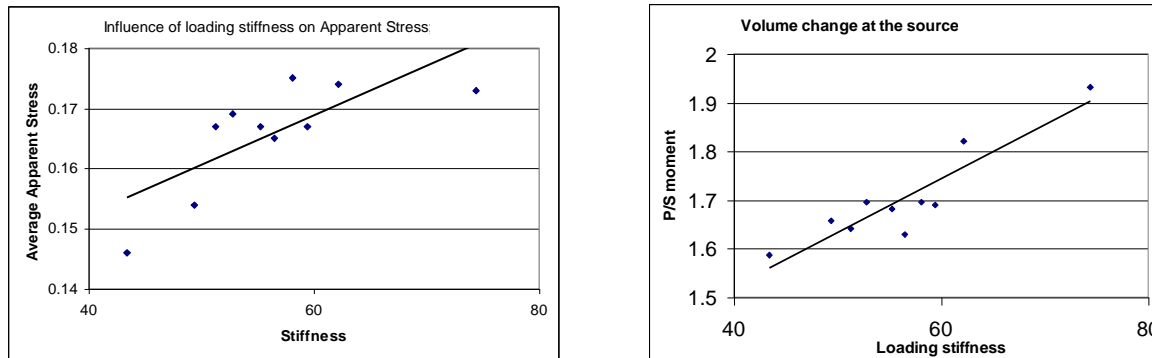 Influence of loading stiffness on Apparent Stress
Average Apparent Stress
0.18
0.17
0.16
0.15
0.14
40
60
80
Stiffness
Volume change at the source
P/S moment
2
1.9
1.8
1.7
1.6
1.5
40
60
80
Loading stiffness